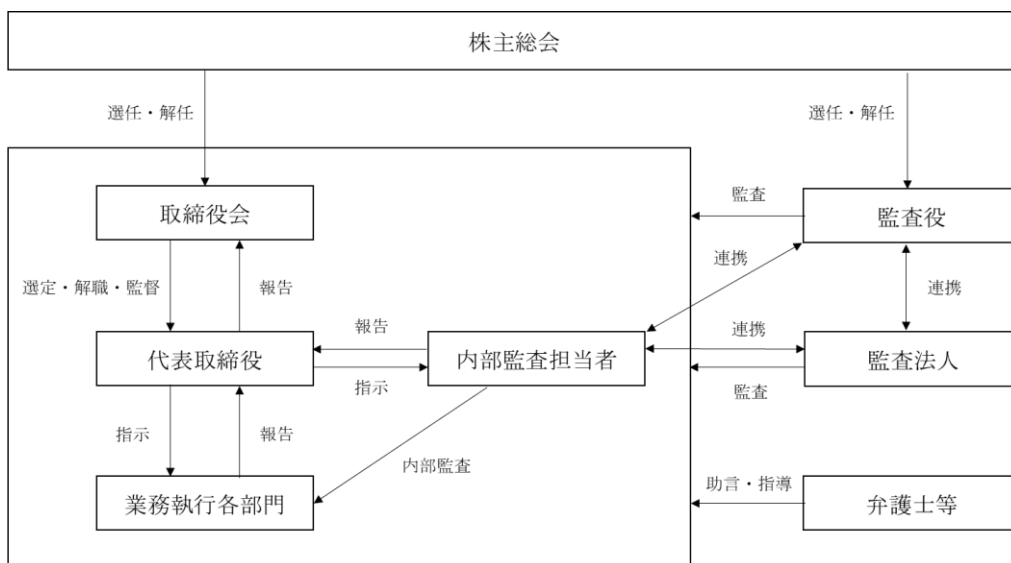 株主総会
選任・解任
選任・解任
取締役会
監査
監査役
連携
選定・解職・監督
報告
連携
報告
連携
代表取締役
内部監査担当者
監査法人
指示
監査
指示
報告
内部監査
助言・指導
業務執行各部門
弁護士等